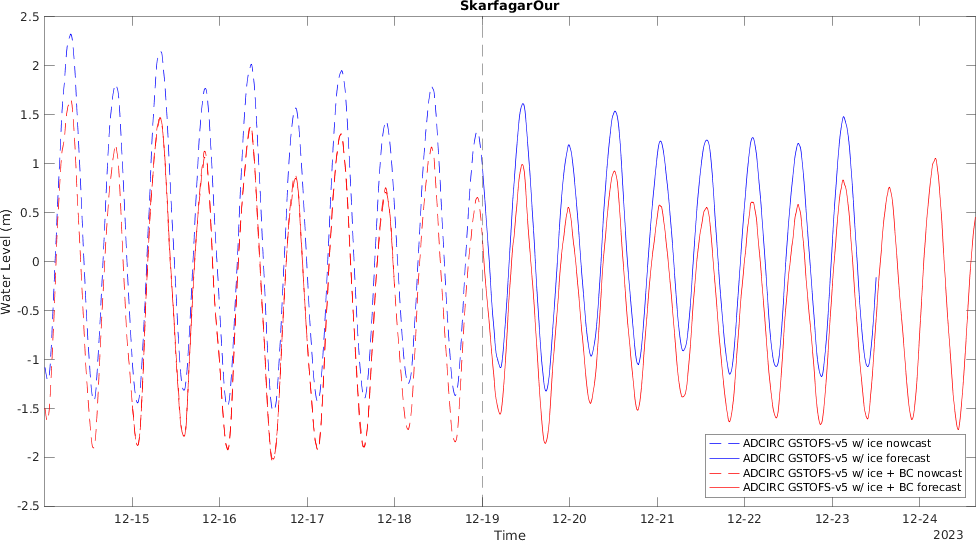 SkarfagarOur
2.5
2
1.5
1
0.5
0
-0.5
-1
-1.5
-2
-2.5
Water Level (m)
ADCIRC GSTOFS-v5 w/ ice nowcast
ADCIRC GSTOFS-v5 w/ ice forecast
ADCIRC GSTOFS-v5 w/ ice + BC nowcast
ADCIRC GSTOFS-v5 w/ ice + BC forecast
12-15 12-16 12-17 12-18 12-19 12-20 12-21 12-22 12-23 12-24
Time
2023